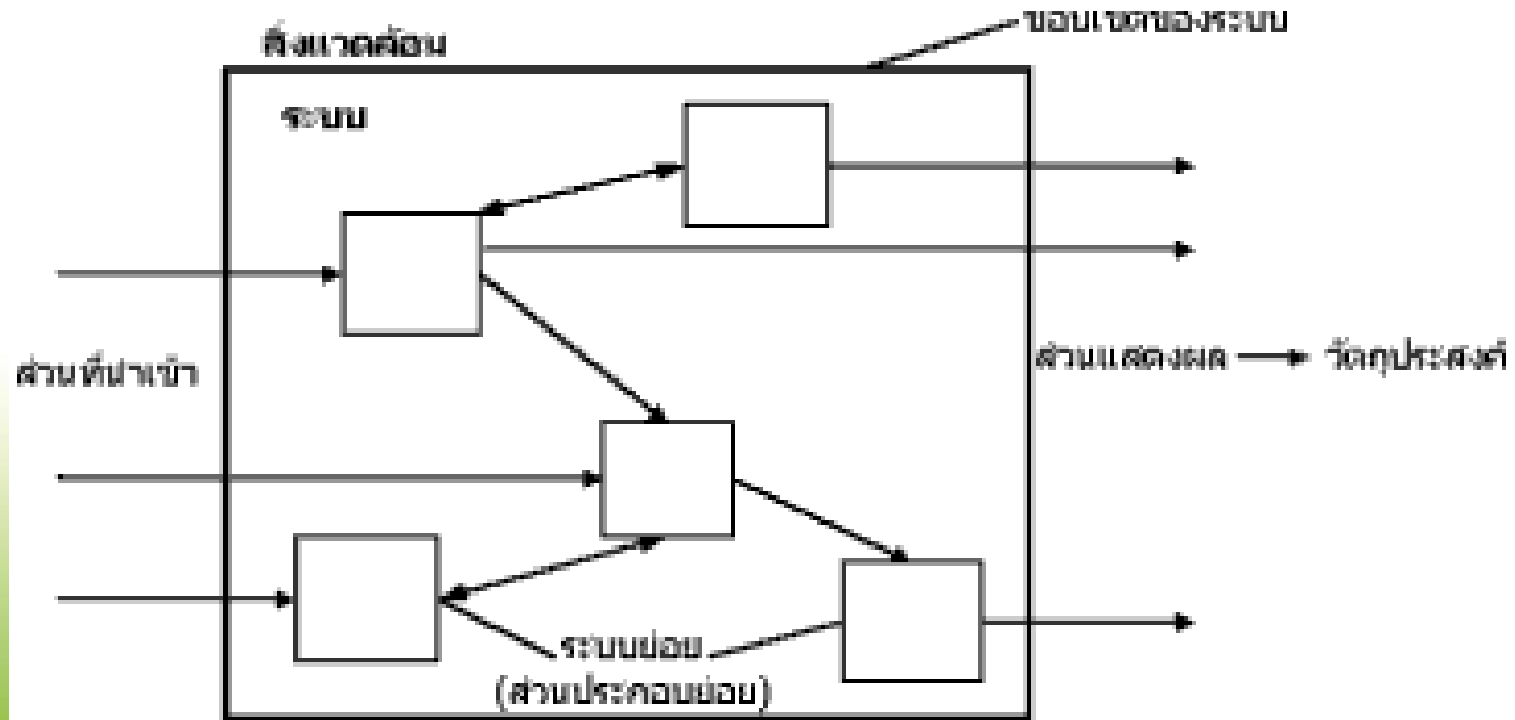 ขอบเขตของระบบ
สิ่งแวดล้อม
ระบบ
ส่วนที่นำเข้า
ส่วนแสดงผล
วัตถุประสงค์
ระบบย่อย
(ส่วนประกอบย่อย)